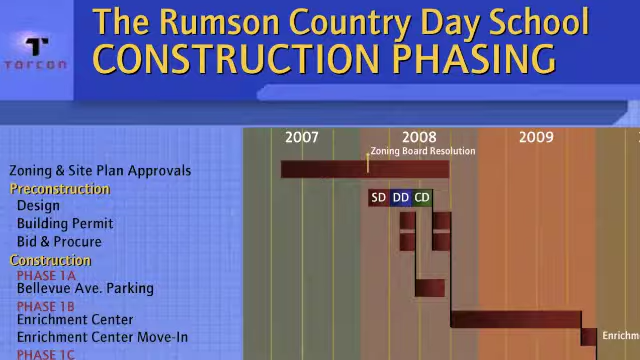 The Rumson Country Day School
CONSTRUCTION PHASING
Torcon
2007 2008 2009
Zoning Board Resolution
Zoning & Site Plan Approvals
Preconstruction
Design SD DD CD
Building Permit
Bid & Procure
Construction
PHASE 1A
Bellevue Ave. Parking
PHASE 1B
Enrichment Center
Enrichment Center Move-In
PHASE 1C